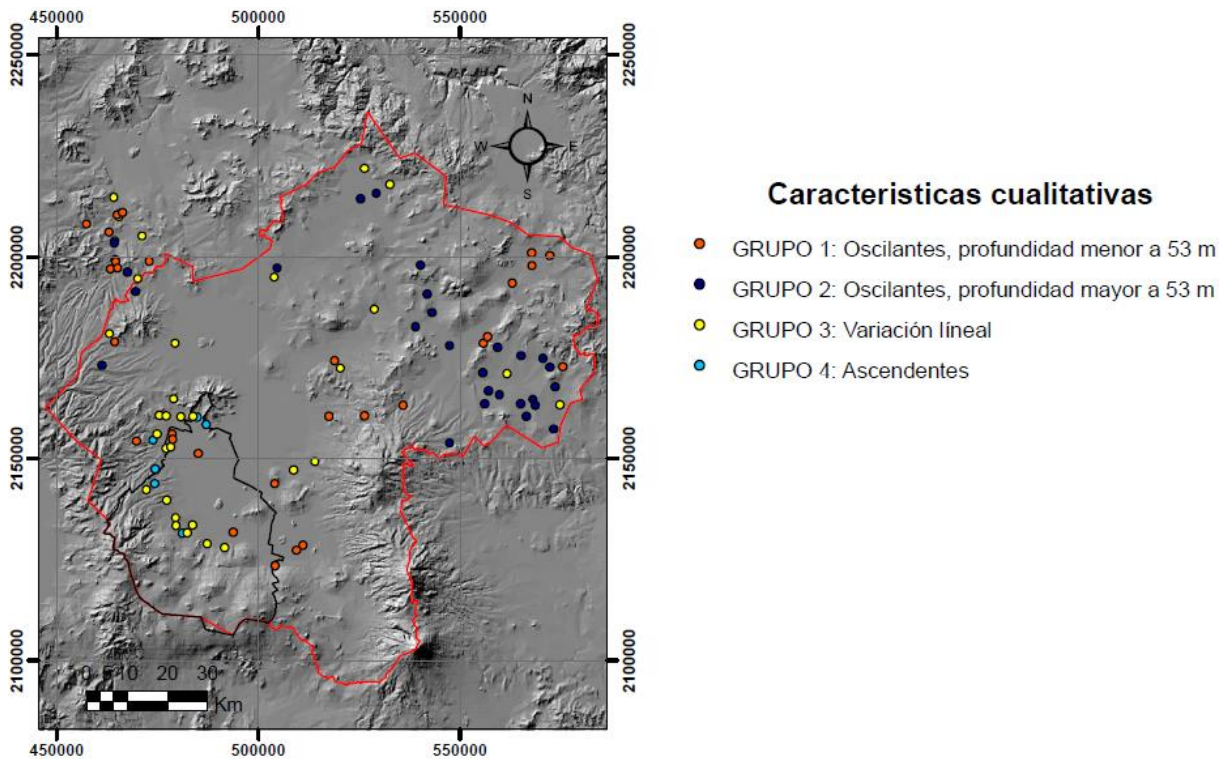 450000 500000 550000
2250000 2250000
N
W E
S
2200000 2200000
2150000 2150000
2100000 2100000
0 5 10 20 30
Km
450000 500000 550000
Caracteristicas cualitativas
GRUPO 1: Oscilantes, profundidad menor a 53 m
GRUPO 2: Oscilantes, profundidad mayor a 53 m
GRUPO 3: Variación líneal
GRUPO 4: Ascendentes